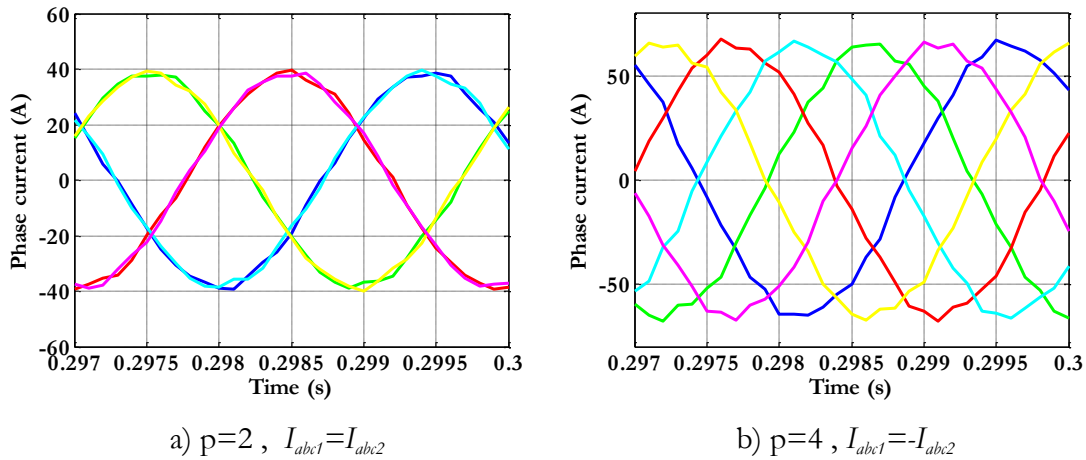 60
40
20
0
-20
-40
-60
0.297 0.2975 0.298 0.2985 0.299 0.2995 0.3
Phase current (A)
Time (s)
a) p=2 , Iabc1=Iabc2
50
0
-50
0.297 0.2975 0.298 0.2985 0.299 0.2995 0.3
Phase current (A)
Time (s)
b) p=4 , Iabc1=-Iabc2